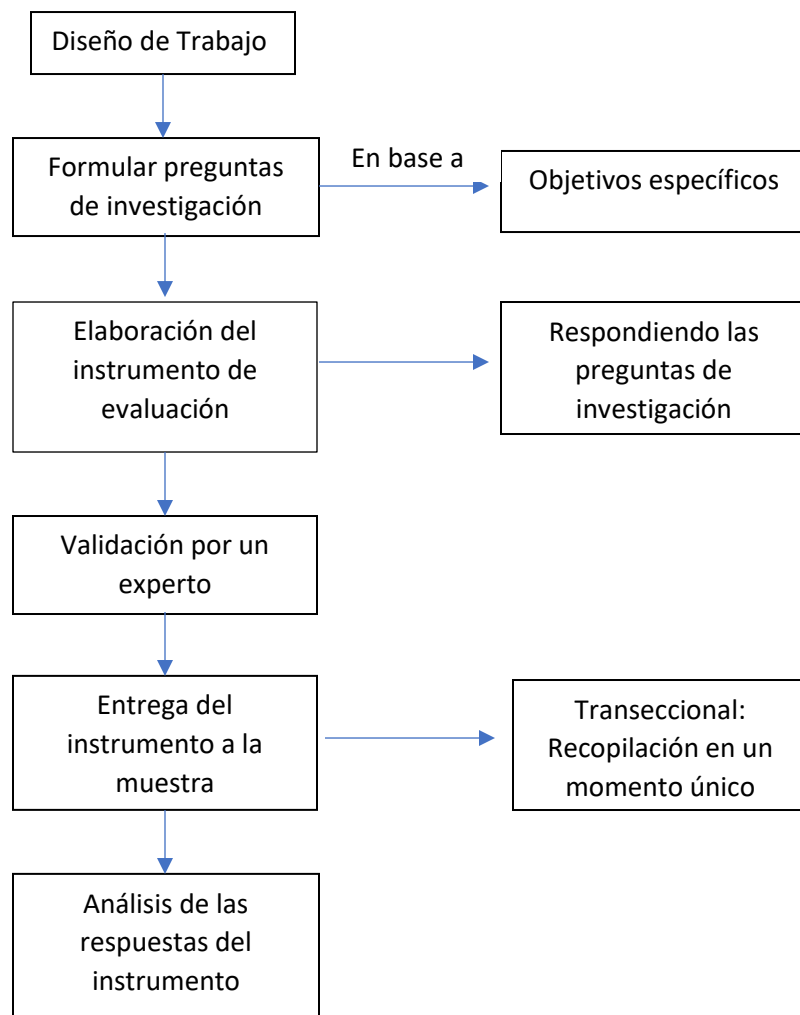 Diseño de Trabajo
Formular preguntas
de investigación
En base a
Objetivos específicos
Elaboración del
instrumento de
evaluación
Respondiendo las
preguntas de
investigación
Validación por un
experto
Entrega del
instrumento a la
muestra
Transeccional:
Recopilación en un
momento único
Análisis de las
respuestas del
instrumento